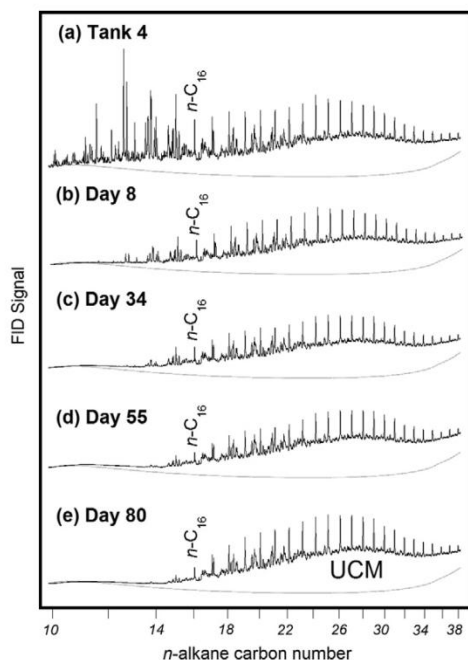 (a) Tank 4
n-C16
(b) Day 8
n-C16
(c) Day 34
n-C16
(d) Day 55
n-C16
(e) Day 80
n-C16
UCM
FID Signal
10 14 18 22 26 30 34 38
n-alkane carbon number